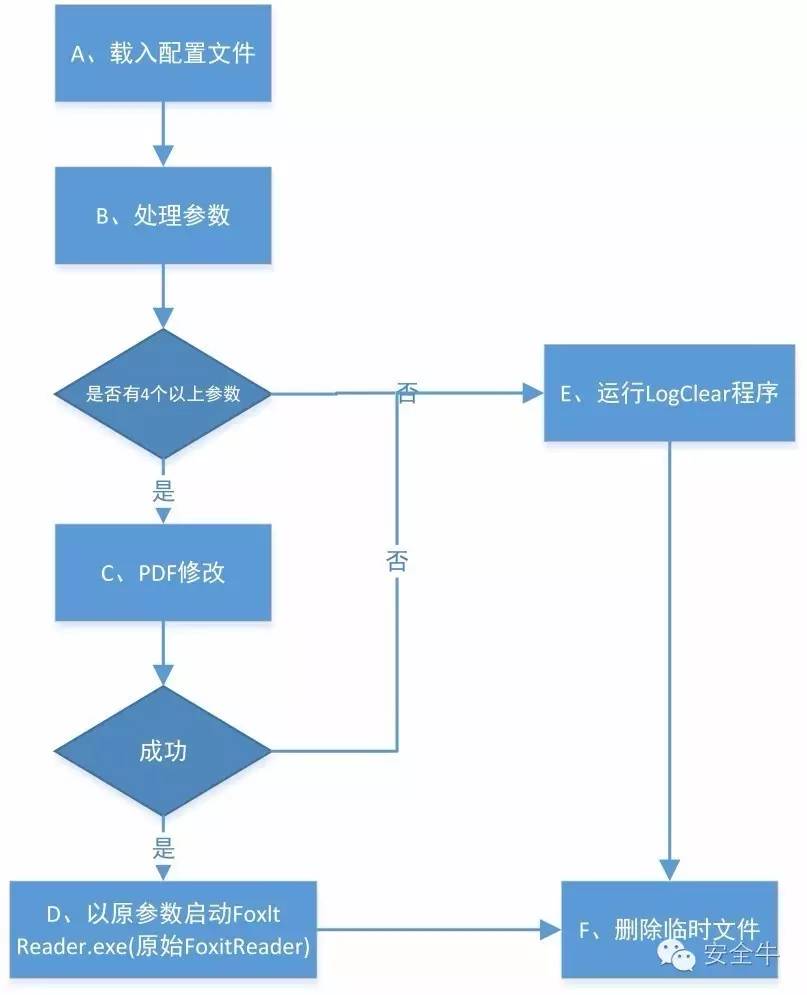 A、载入配置文件
B、处理参数
是否有4个以上参数
否
E、运行LogClear程序
是
C、PDF修改
否
成功
是
D、以原参数启动FoxIt
Reader.exe(原始FoxitReader)
F、删除临时文件
安全牛